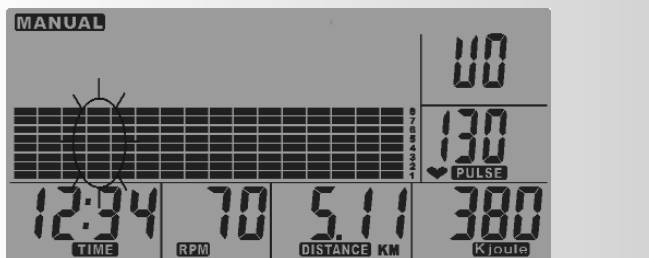 MANUAL
U0
8
7
6
5
4
3
2
1
130
PULSE
12:34
70
5.11
380
TIME
RPM
DISTANCE KM
Kjoule